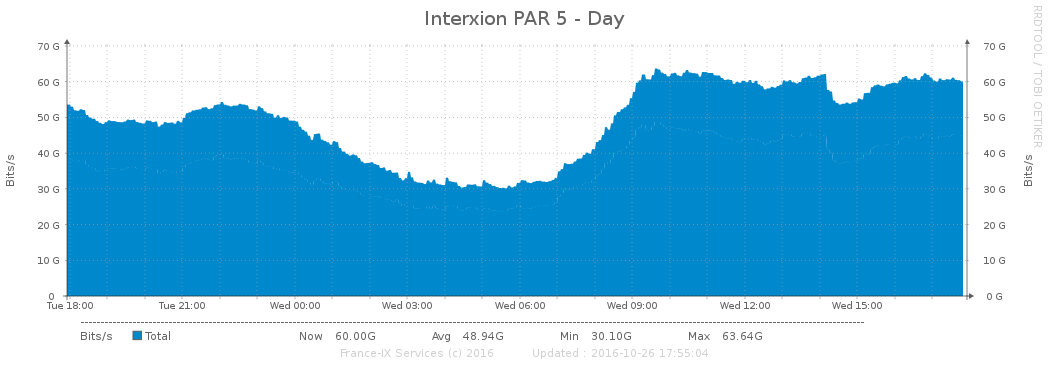 Interxion PAR 5 - Day
RRDTOOL / TOBI OETIKER
Bits/s
Bits/s
70 G 70 G
60 G 60 G
50 G 50 G
40 G 40 G
30 G 30 G
20 G 20 G
10 G 10 G
0 0 G
Tue 18:00 Tue 21:00 Wed 00:00 Wed 03:00 Wed 06:00 Wed 09:00 Wed 12:00 Wed 15:00
Bits/s Total Now 60.00G Avg 48.94G Min 30.10G Max 63.64G
France-IX Services (c) 2016 Updated : 2016-10-26 17:55:04